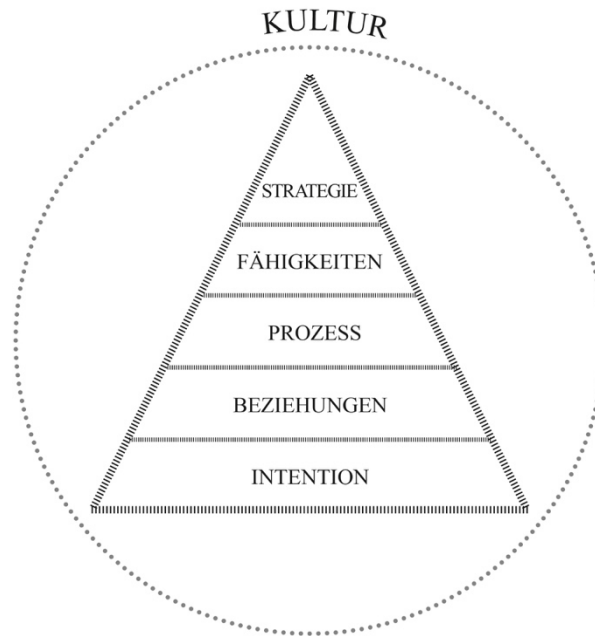 KULTUR
STRATEGIE
FÄHIGKEITEN
PROZESS
BEZIEHUNGEN
INTENTION